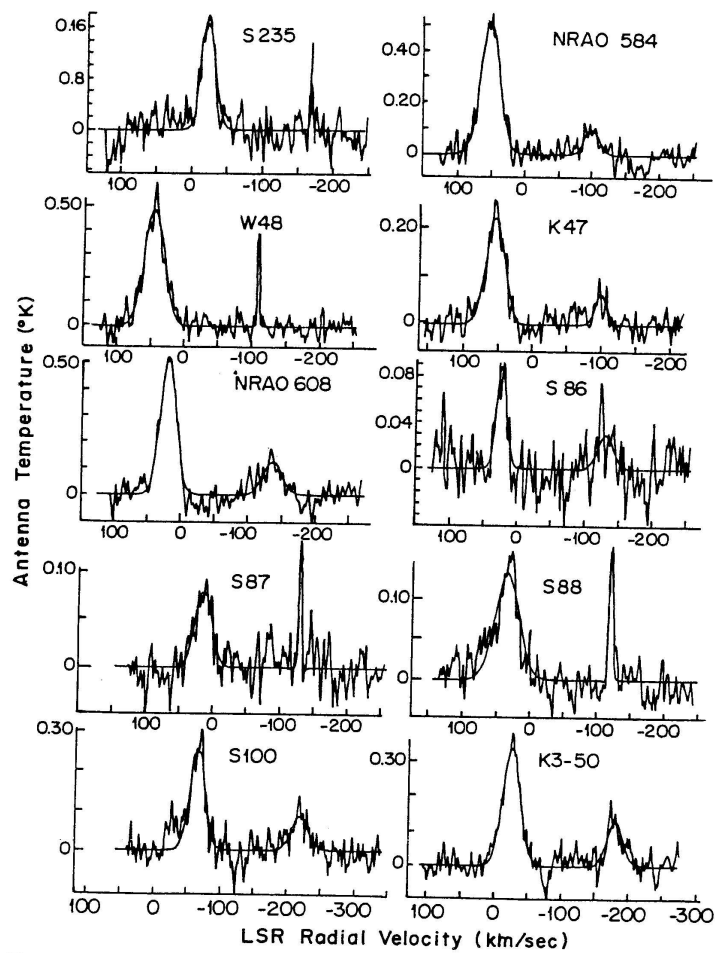 S235
0.16
0.8
0
100 0 -100 -200
NRAO 584
0.40
0.20
0
100 0 -100 -200
W48
0.50
0
100 0 -100 -200
K47
0.20
0
100 0 -100 -200
NRAO 608
0.50
0
100 0 -100 -200
S 86
0.08
0.04
0
100 0 -100 -200
S87
0.10
0
100 0 -100 -200
S88
0.10
0
100 0 -100 -200
S100
0.30
0
100 0 -100 -200 -300
K3-50
0.30
0
100 0 -100 -200 -300
Antenna Temperature (°K)
LSR Radial Velocity (km/sec)